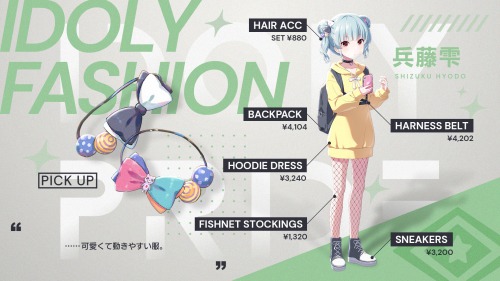 IDOLY
FASHION
IDOLY
PRIDE
HAIR ACC
SET ¥880
兵藤雫
SHIZUKU HYODO
BACKPACK
¥4,104
HARNESS BELT
¥4,202
HOODIE DRESS
¥3,240
PICK UP
FISHNET STOCKINGS
¥1,320
SNEAKERS
¥3,200
“
……可愛くて動きやすい服。
”